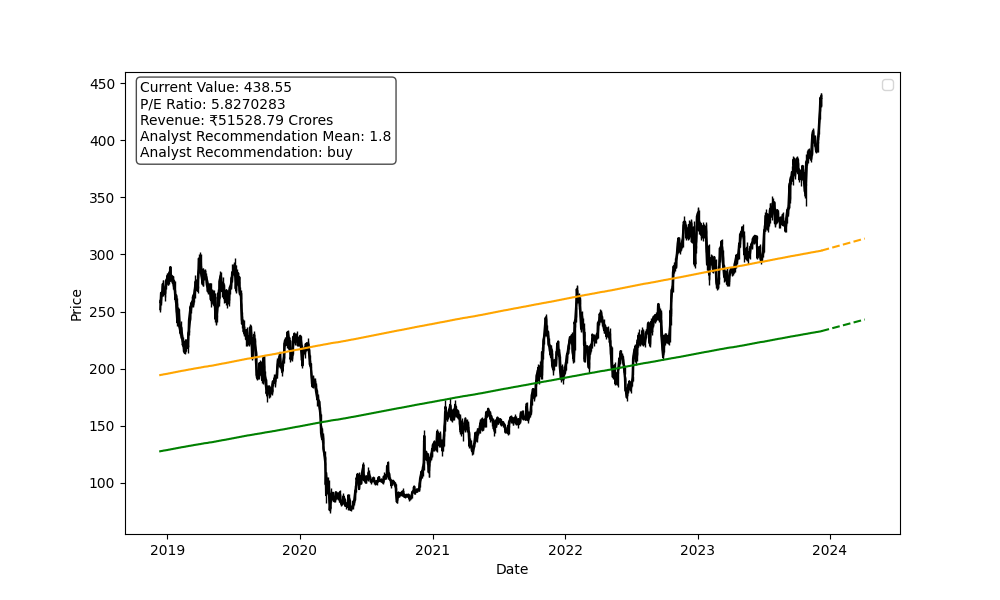 Current Value: 438.55
P/E Ratio: 5.8270283
Revenue: ₹51528.79 Crores
Analyst Recommendation Mean: 1.8
Analyst Recommendation: buy
450
400
350
300
250
200
150
100
Price
2019 2020 2021 2022 2023 2024
Date